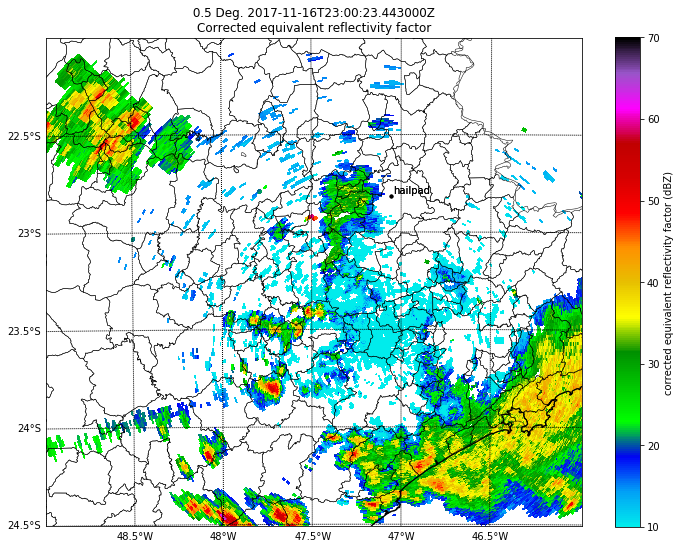 0.5 Deg. 2017-11-16T23:00:23.443000Z
Corrected equivalent reflectivity factor
22.5°S
23°S
23.5°S
24°S
24.5°S
48.5°W
48°W
47.5°W
47°W
46.5°W
hailpad
70
60
50
40
30
20
10
corrected equivalent reflectivity factor (dBZ)